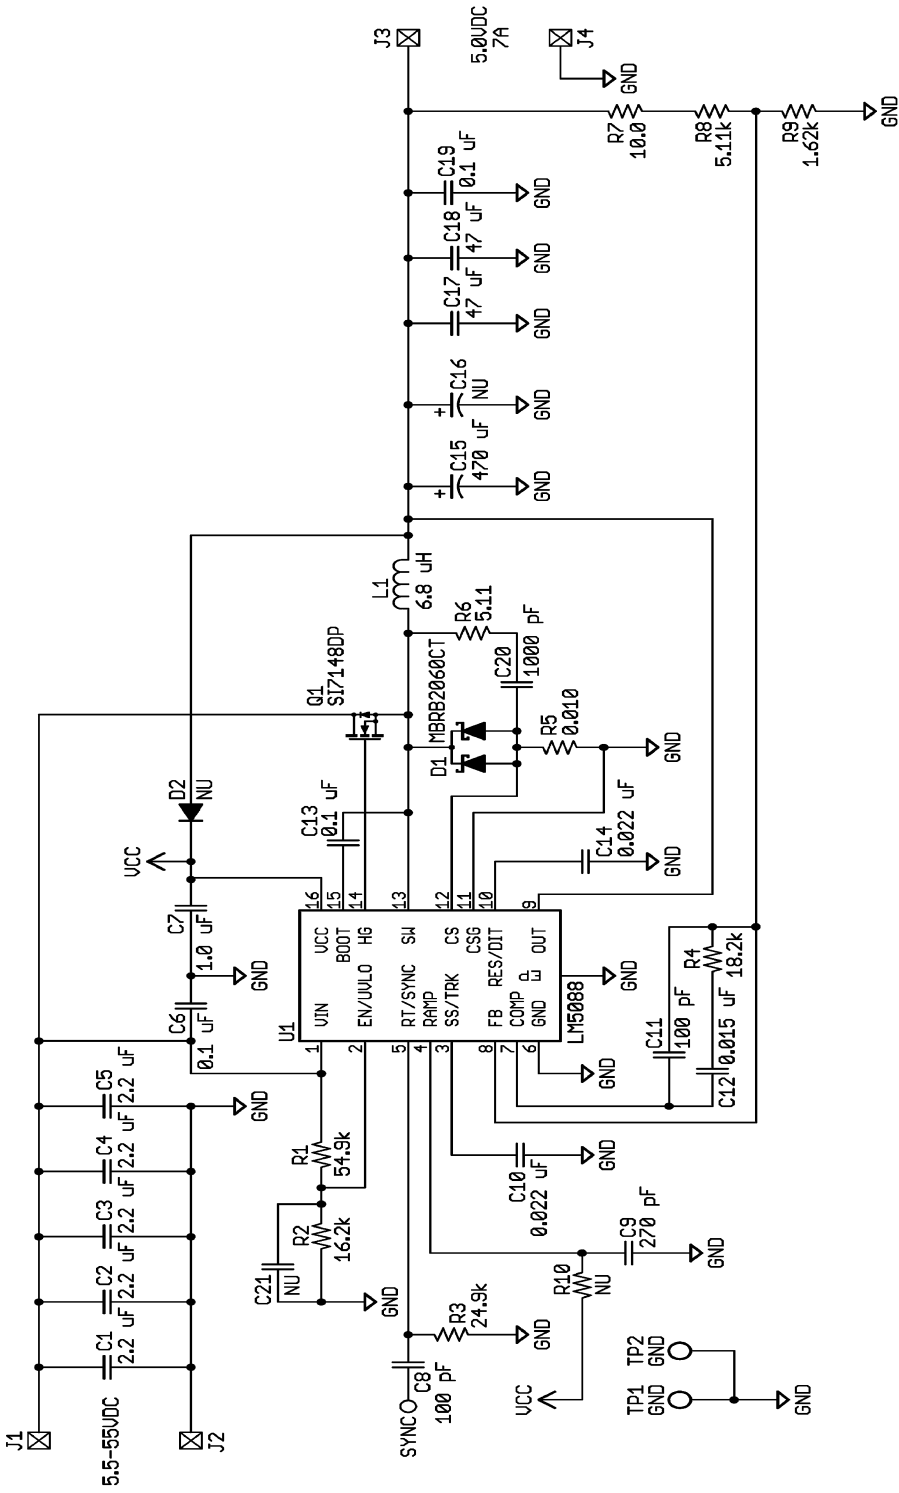 J1
5.5-55VDC
J2
C1
2.2 uF
C2
2.2 uF
C3
2.2 uF
C4
2.2 uF
C5
2.2 uF
GND
C6
0.1 uF
GND
C7
1.0 uF
VCC
D2
NU
Q1
SI7148DP
C21
NU
R2
16.2k
GND
R1
54.9k
U1
LM5088
1
2
5
4
3
8
7
6
VIN
EN/UVLO
RT/SYNC
RAMP
SS/TRK
FB
COMP
GND
VCC
BOOT
HG
SW
CS
CSG
RES/DIT
OUT
EP
16
15
14
13
12
11
10
9
GND
GND
C13
0.1 uF
L1
6.8 uH
R6
5.11
C20
1000 pF
MBRB2060CT
D1
R5
0.010
GND
C14
0.022 uF
GND
C15
470 uF
GND
C16
NU
GND
C17
47 uF
GND
C18
47 uF
GND
C19
0.1 uF
GND
J3
5.0VDC
7A
J4
GND
R7
10.0
R8
5.11k
R9
1.62k
GND
SYNC
C8
100 pF
R3
24.9k
GND
C10
0.022 uF
GND
VCC
R10
NU
C9
270 pF
GND
C11
100 pF
R4
18.2k
C12
0.015 uF
TP1
GND
TP2
GND
GND